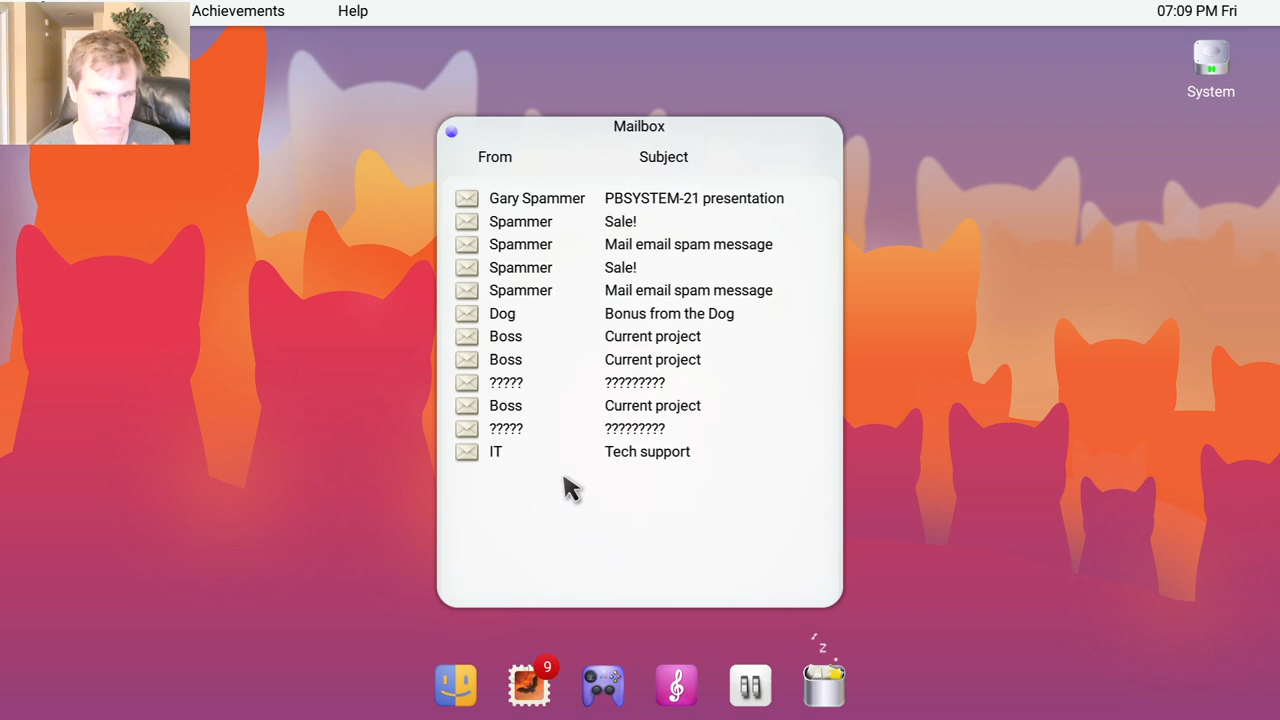 Achievements Help 07:09 PM Fri
System
Mailbox
From Subject
Gary Spammer PBSYSTEM-21 presentation
Spammer Sale!
Spammer Mail email spam message
Spammer Sale!
Spammer Mail email spam message
Dog Bonus from the Dog
Boss Current project
Boss Current project
????? ?????????
Boss Current project
????? ?????????
IT Tech support
z
9